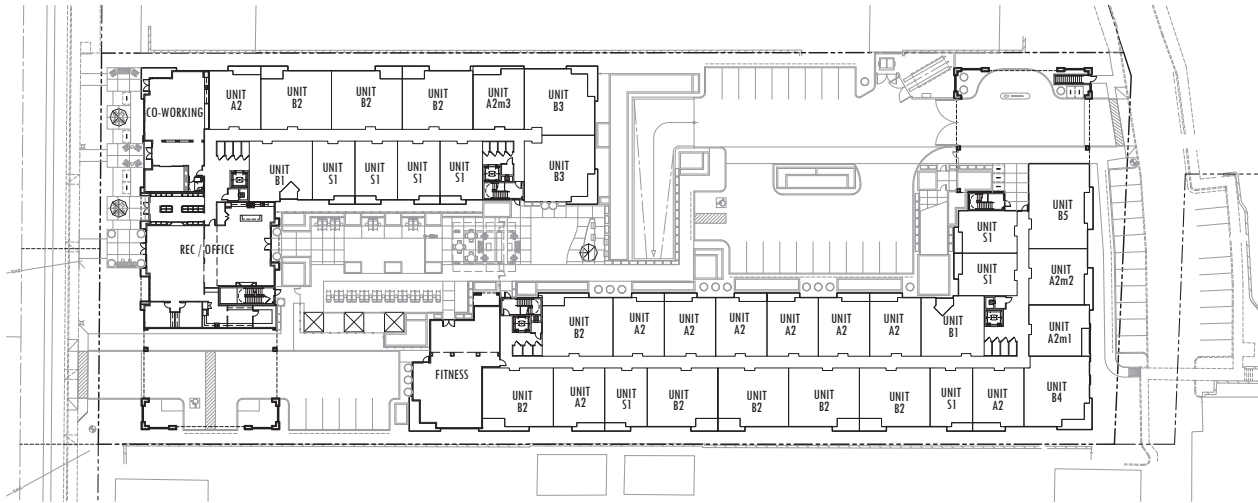 CO-WORKING
UNIT
A2
UNIT
B2
UNIT
B2
UNIT
B2
UNIT
A2m3
UNIT
B3
UNIT
B1
UNIT
S1
UNIT
S1
UNIT
S1
UNIT
S1
UNIT
B3
REC / OFFICE
UNIT
S1
UNIT
B5
UNIT
S1
UNIT
A2m2
UNIT
B2
UNIT
A2
UNIT
A2
UNIT
A2
UNIT
A2
UNIT
A2
UNIT
A2
UNIT
B1
UNIT
A2m1
FITNESS
UNIT
B2
UNIT
A2
UNIT
S1
UNIT
B2
UNIT
B2
UNIT
B2
UNIT
B2
UNIT
S1
UNIT
A2
UNIT
B4